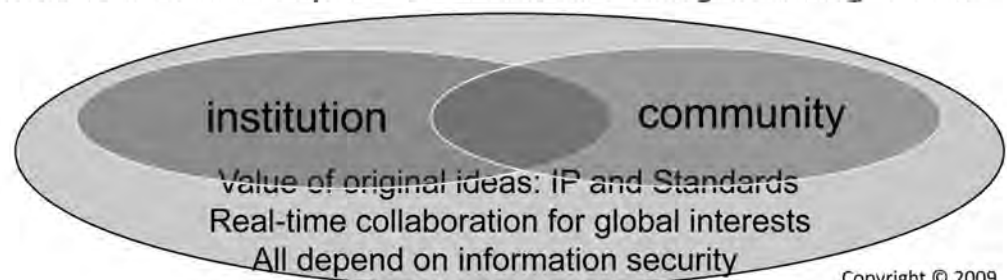 institution community
Value of original ideas: IP and Standards
Real-time collaboration for global interests
All depend on information security
Copyright © 2009